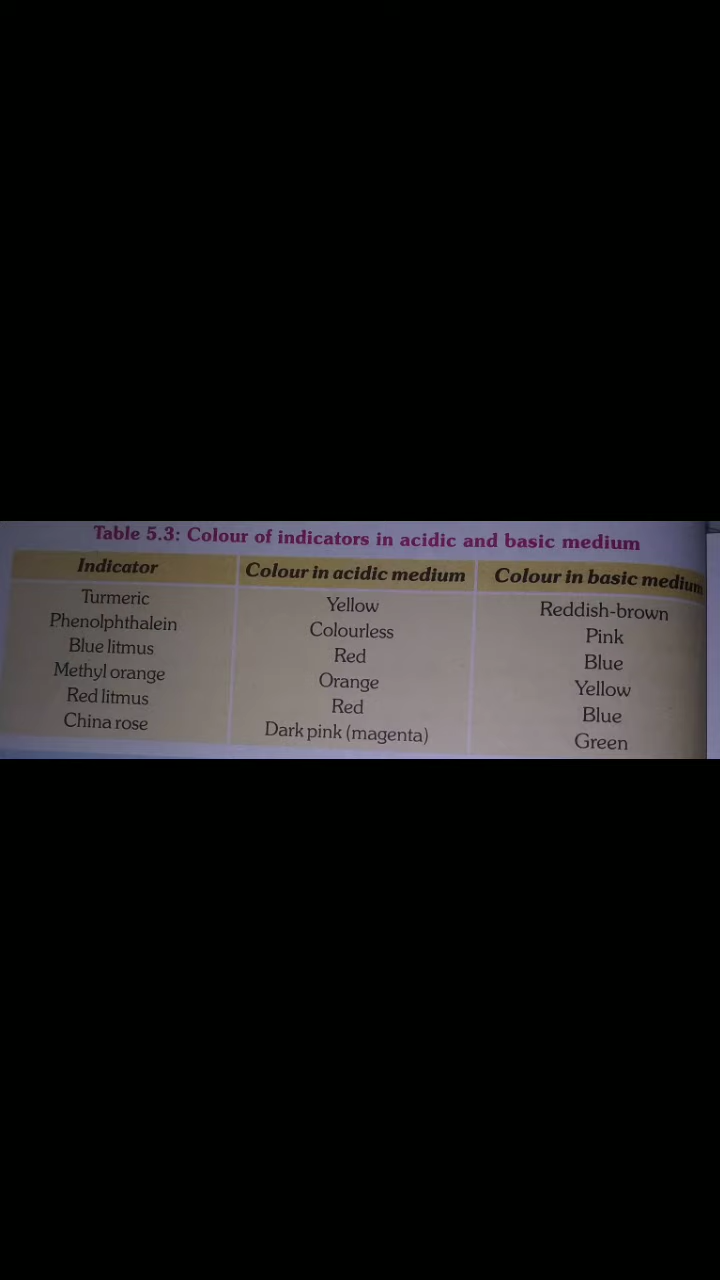 Table 5.3: Colour of indicators in acidic and basic medium
Indicator Colour in acidic medium Colour in basic medium
Turmeric Yellow Reddish-brown
Phenolphthalein Colourless Pink
Blue litmus Red Blue
Methyl orange Orange Yellow
Red litmus Red Blue
China rose Dark pink (magenta) Green